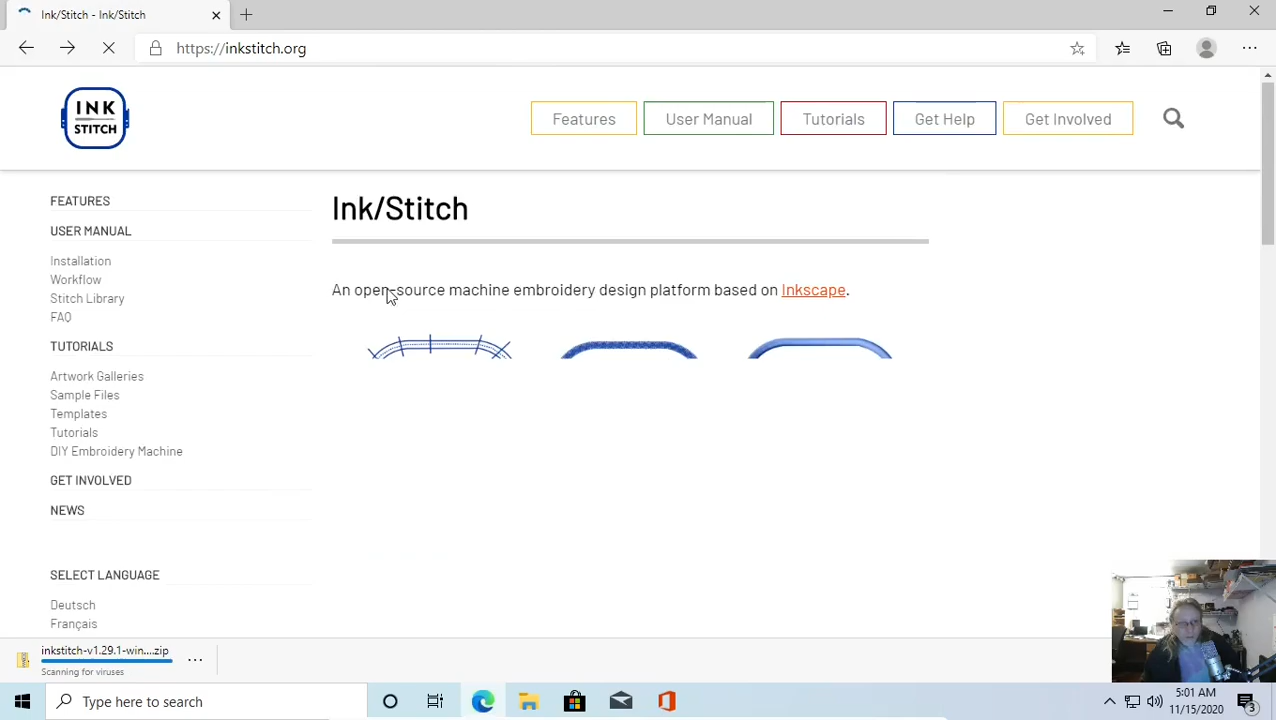 Ink/Stitch - Ink/Stitch
https://inkstitch.org
INK
STITCH
Features
User Manual
Tutorials
Get Help
Get Involved
FEATURES
USER MANUAL
Installation
Workflow
Stitch Library
FAQ
TUTORIALS
Artwork Galleries
Sample Files
Templates
Tutorials
DIY Embroidery Machine
GET INVOLVED
NEWS
SELECT LANGUAGE
Deutsch
Français
Ink/Stitch
An open-source machine embroidery design platform based on Inkscape.
inkstitch-v1.29.1-win....zip
Scanning for viruses
Type here to search
5:01 AM
11/15/2020
3